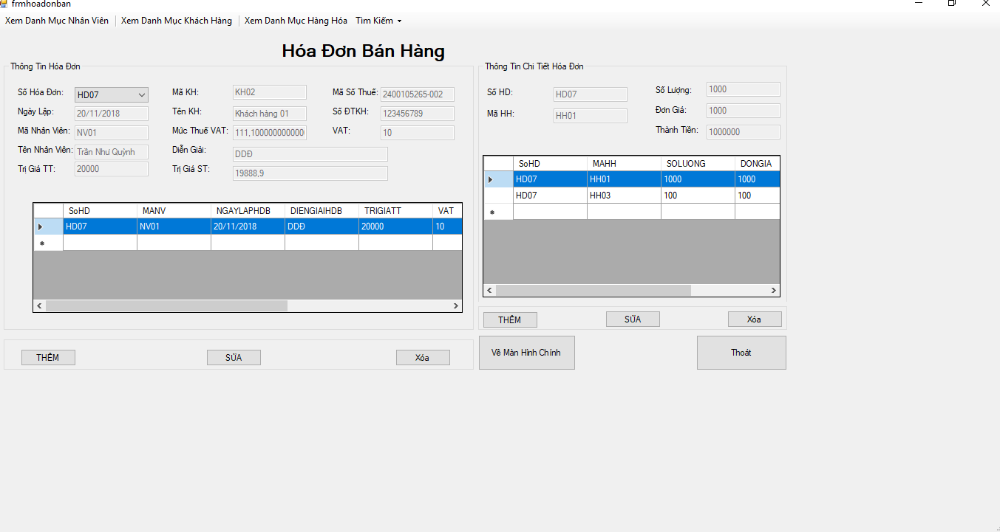 frmhoadonban
Xem Danh Mục Nhân Viên Xem Danh Mục Khách Hàng Xem Danh Mục Hàng Hóa Tìm Kiếm
Hóa Đơn Bán Hàng
Thông Tin Hóa Đơn
Số Hóa Đơn: HD07 Mã KH: KH02 Mã Số Thuế: 2400105265-002
Ngày Lập: 20/11/2018 Tên KH: Khách hàng 01 Số ĐTKH: 123456789
Mã Nhân Viên: NV01 Mức Thuế VAT: 111,100000000000 VAT: 10
Tên Nhân Viên: Trần Như Quỳnh Diễn Giải: DDĐ
Trị Giá TT: 20000 Trị Giá ST: 19888,9
SoHD MANV NGAYLAPHDB DIENGIAIHDB TRIGIATT VAT
HD07 NV01 20/11/2018 DDĐ 20000 10
THÊM SỬA Xóa
Thông Tin Chi Tiết Hóa Đơn
Số HD: HD07 Số Lượng: 1000
Mã HH: HH01 Đơn Giá: 1000
Thành Tiền: 1000000
SoHD MAHH SOLUONG DONGIA
HD07 HH01 1000 1000
HD07 HH03 100 100
THÊM SỬA Xóa
Về Màn Hình Chính Thoát